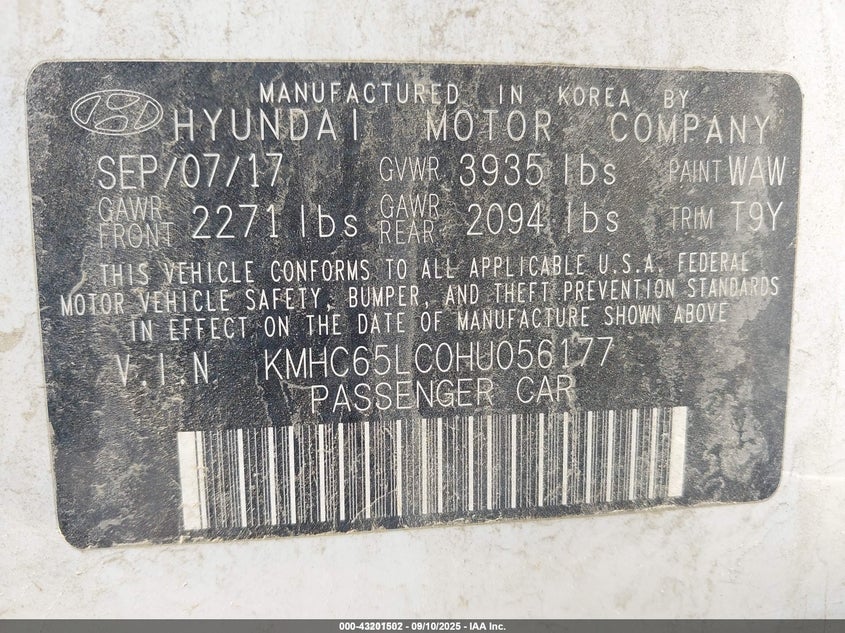 MANUFACTURED IN KOREA BY
HYUNDAI MOTOR COMPANY
SEP/07/17 GVWR 3935 lbs PAINT WAW
GAWR FRONT 2271 lbs GAWR REAR 2094 lbs TRIM T9Y
THIS VEHICLE CONFORMS TO ALL APPLICABLE U.S.A. FEDERAL
MOTOR VEHICLE SAFETY, BUMPER, AND THEFT PREVENTION STANDARDS
IN EFFECT ON THE DATE OF MANUFACTURE SHOWN ABOVE
V.I.N KMHC65LC0HU056177
PASSENGER CAR
000-43201502 - 09/10/2025 - IAA Inc.